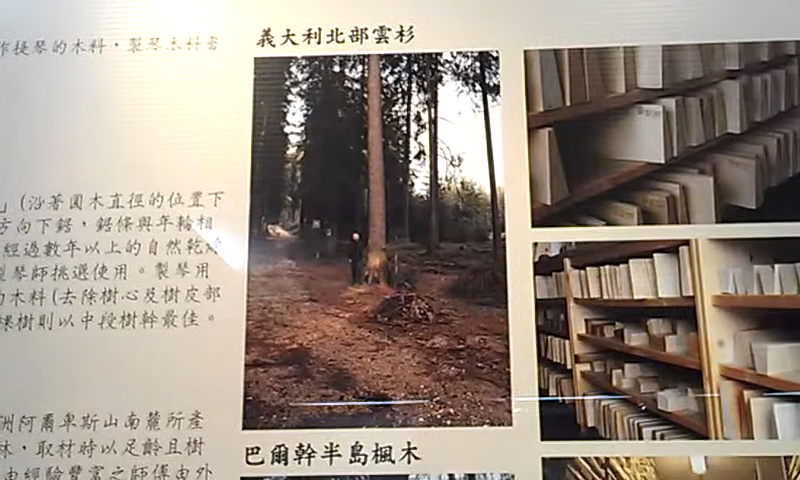 作提琴的木料，製琴木料
義大利北部雲杉
」(沿著圓木直徑的位置下
方向下鋸，鋸條與年輪相
經過數年以上的自然乾燥
製琴師挑選使用。製琴用
的木料(去除樹心及樹皮部
棵樹則以中段樹幹最佳。
洲阿爾卑斯山南麓所產
林，取材時以足齡且樹
由經驗豐富之師傅由外
巴爾幹半島楓木